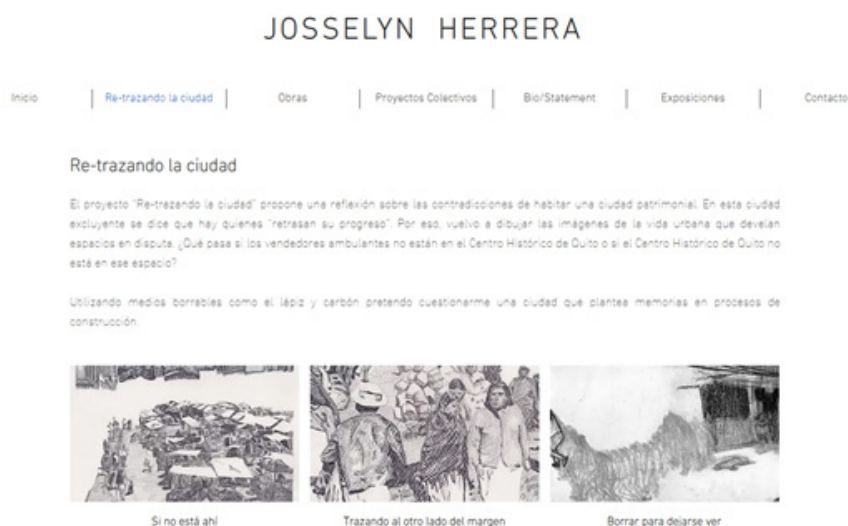 JOSSELYN HERRERA
Inicio
Re-trazando la ciudad
Obras
Proyectos Colectivos
Bio/Statement
Exposiciones
Contacto
Re-trazando la ciudad
El proyecto "Re-trazando la ciudad" propone una reflexión sobre las contradicciones de habitar una ciudad patrimonial. En esta ciudad
excluyente se dice que hay quienes "retrasan su progreso". Por eso, vuelvo a dibujar las imágenes de la vida urbana que develan
espacios en disputa. ¿Qué pasa si los vendedores ambulantes no están en el Centro Histórico de Quito o si el Centro Histórico de Quito no
está en ese espacio?
Utilizando medios borrables como el lápiz y carbón pretendo cuestionarme una ciudad que plantea memorias en procesos de
construcción.
Si no está ahí
Trazando al otro lado del margen
Borrar para dejarse ver